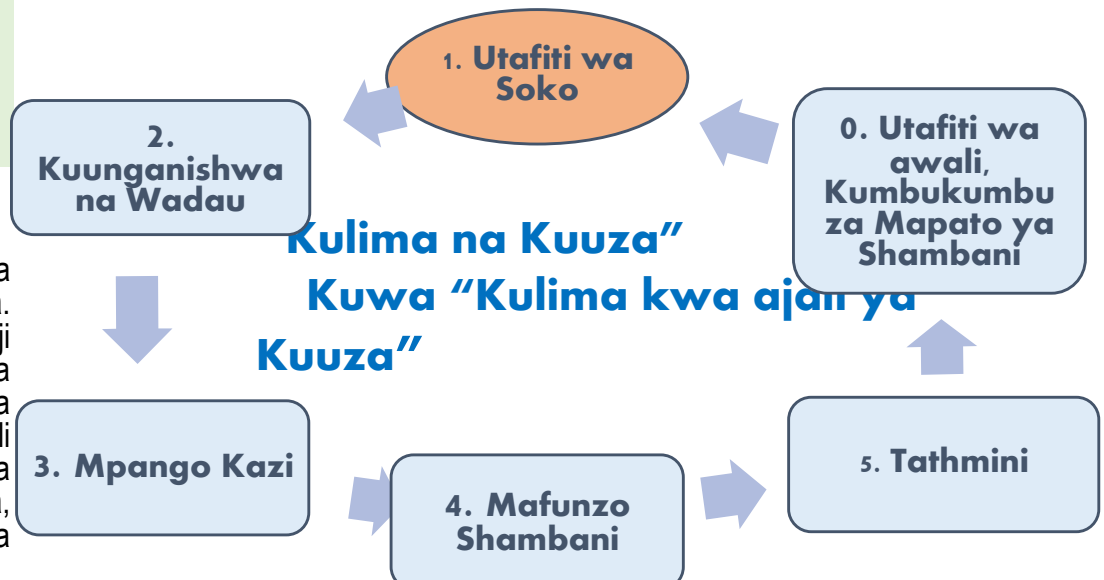 1. Utafiti wa
Soko
2.
Kuunganishwa
na Wadau
0. Utafiti wa
awali,
Kumbukumbu
za Mapato ya
Shambani
Kulima na Kuuza”
Kuwa “Kulima kwa ajali ya
Kuuza”
3. Mpango Kazi
4. Mafunzo
Shambani
5. Tathmini